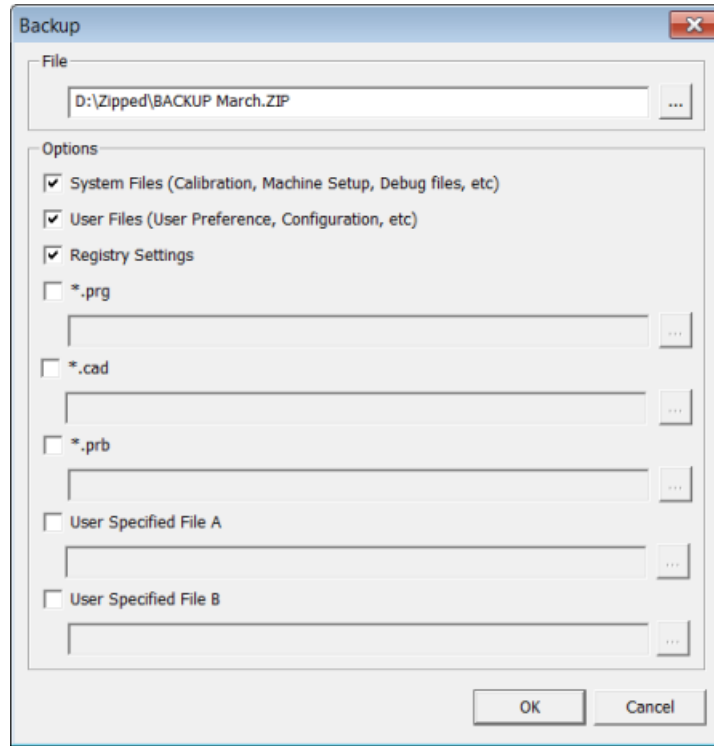 Backup
File
D:\Zipped\BACKUP March.ZIP
...
Options
System Files (Calibration, Machine Setup, Debug files, etc)
User Files (User Preference, Configuration, etc)
Registry Settings
*.prg
...
*.cad
...
*.prb
...
User Specified File A
...
User Specified File B
...
OK Cancel